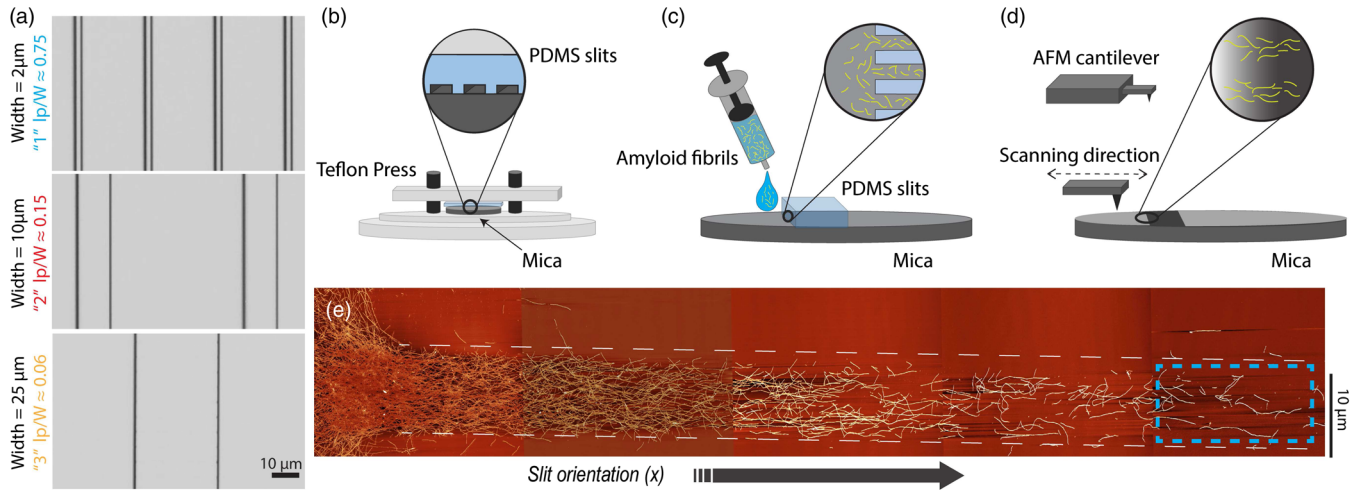 (a)
Width = 2µm
“1” lp/W ≈ 0.75
Width = 10µm
“2” lp/W ≈ 0.15
Width = 25 µm
“3” lp/W ≈ 0.06
10 µm
(b)
PDMS slits
Teflon Press
Mica
(c)
Amyloid fibrils
PDMS slits
Mica
(d)
AFM cantilever
Scanning direction
Mica
(e)
10 µm
Slit orientation (x)